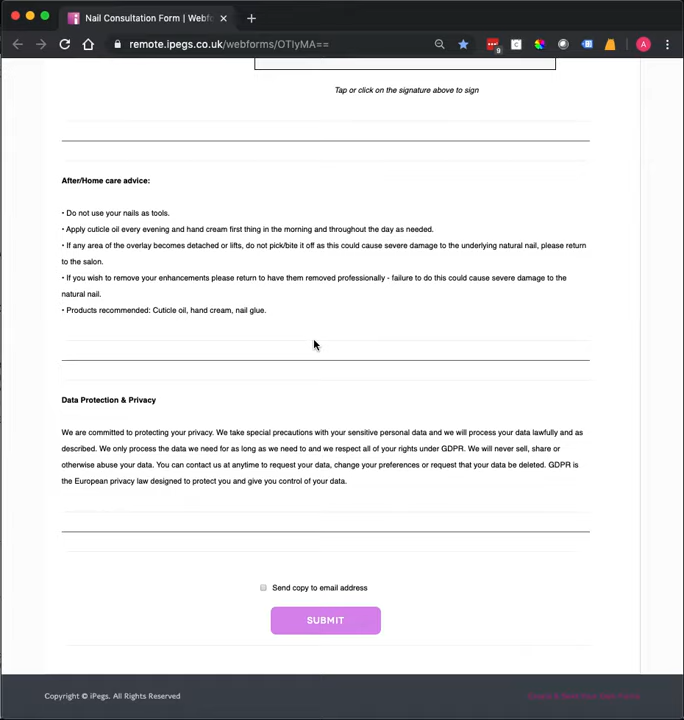 Nail Consultation Form | Webf
remote.ipegs.co.uk/webforms/OTIyMA==
9
C
A
Tap or click on the signature above to sign
After/Home care advice:
• Do not use your nails as tools.
• Apply cuticle oil every evening and hand cream first thing in the morning and throughout the day as needed.
• If any area of the overlay becomes detached or lifts, do not pick/bite it off as this could cause severe damage to the underlying natural nail, please return
to the salon.
• If you wish to remove your enhancements please return to have them removed professionally - failure to do this could cause severe damage to the
natural nail.
• Products recommended: Cuticle oil, hand cream, nail glue.
Data Protection & Privacy
We are committed to protecting your privacy. We take special precautions with your sensitive personal data and we will process your data lawfully and as
described. We only process the data we need for as long as we need to and we respect all of your rights under GDPR. We will never sell, share or
otherwise abuse your data. You can contact us at anytime to request your data, change your preferences or request that your data be deleted. GDPR is
the European privacy law designed to protect you and give you control of your data.
Send copy to email address
SUBMIT
Copyright © iPegs. All Rights Reserved